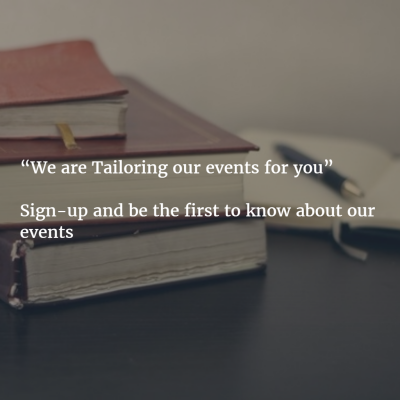 “We are Tailoring our events for you”
Sign-up and be the first to know about our
events